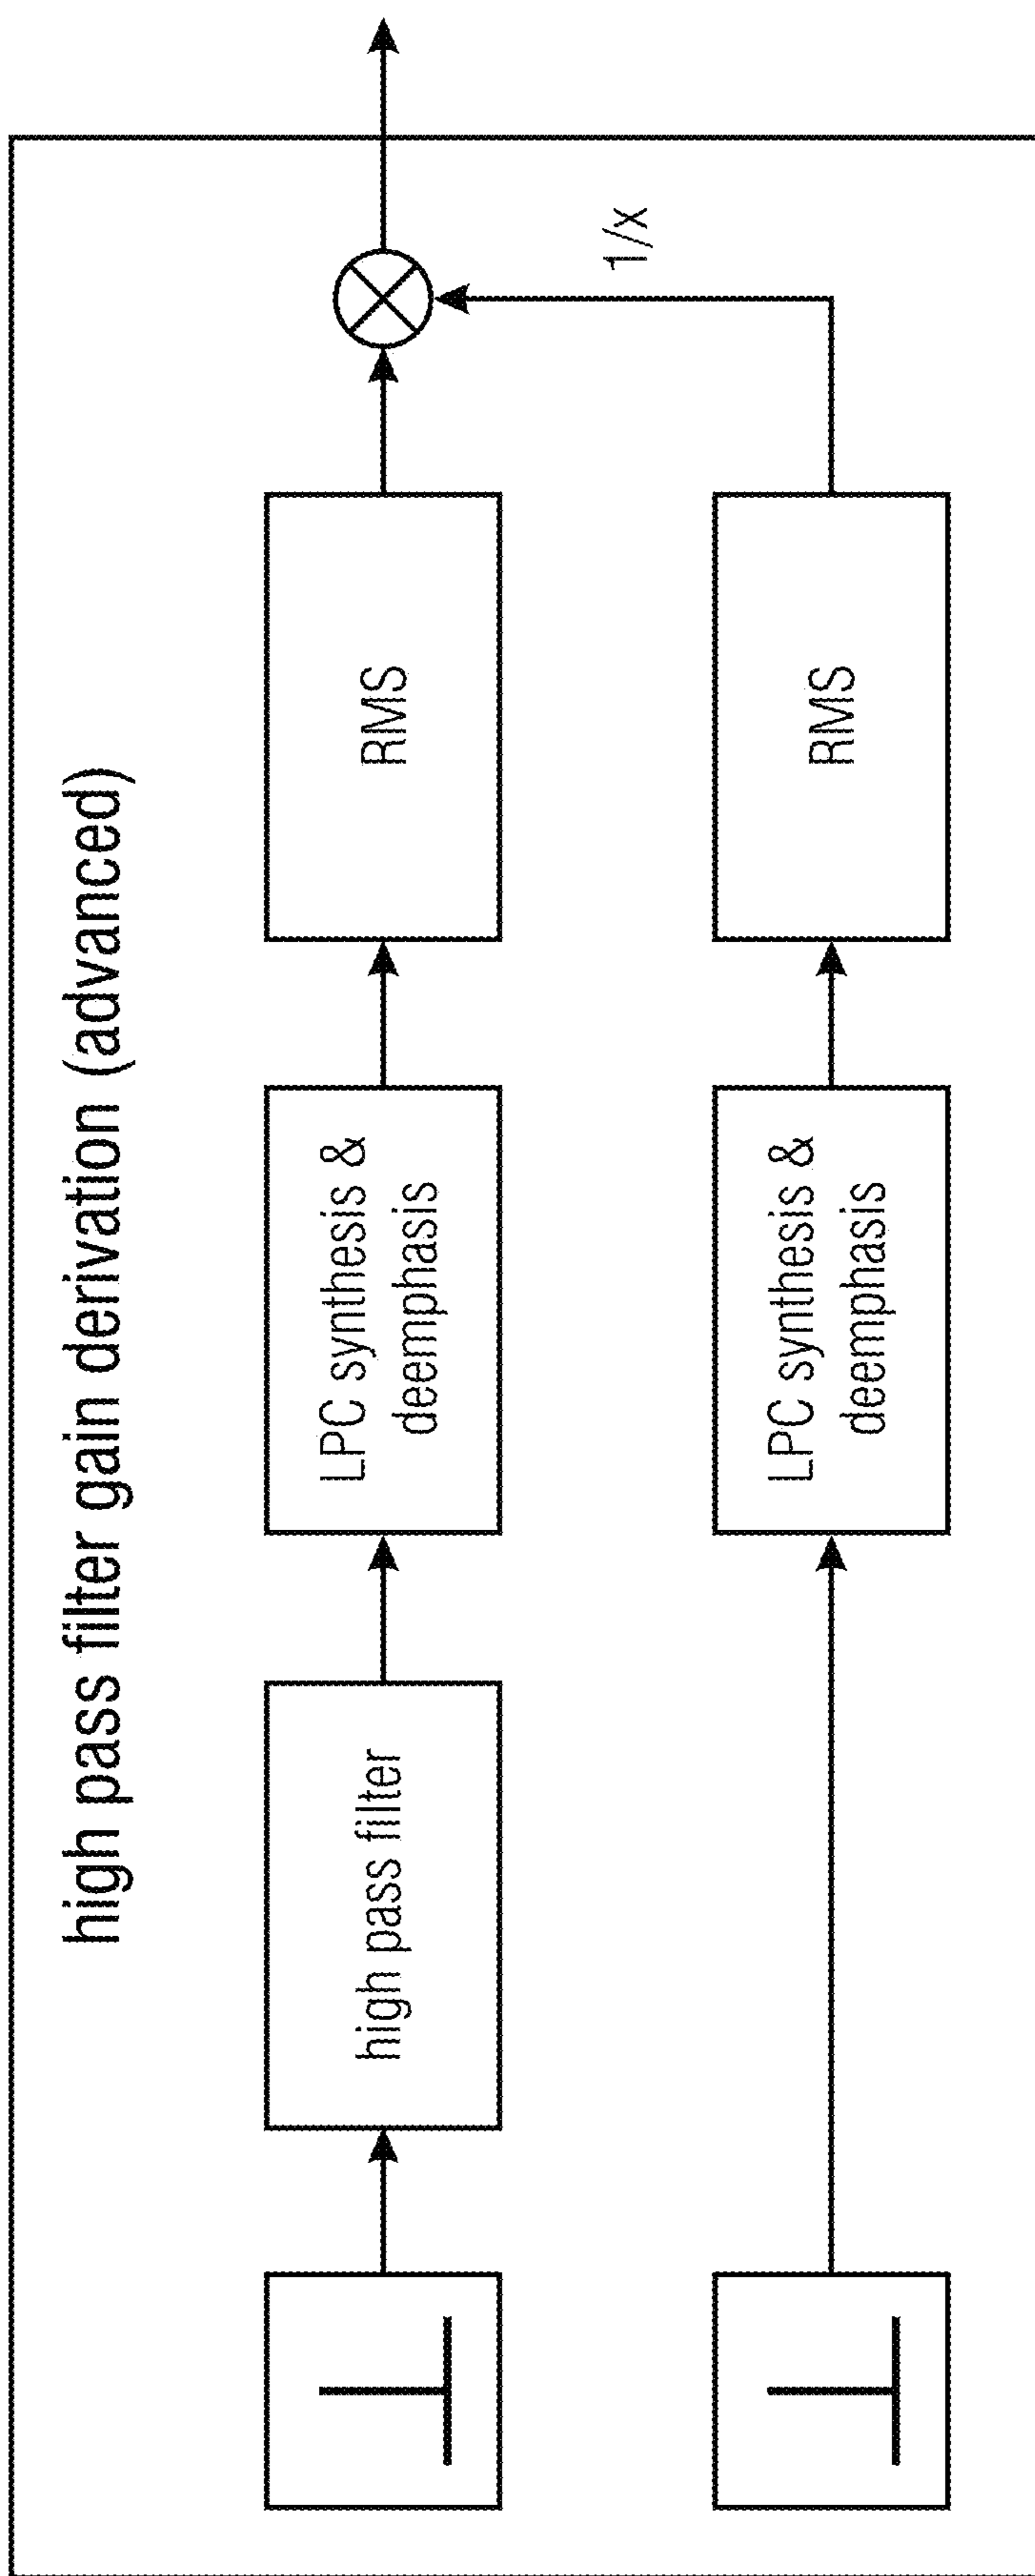 high pass filter gain derivation (advanced)
high pass filter
LPC synthesis &
deemphasis
RMS
1/x
LPC synthesis &
deemphasis
RMS